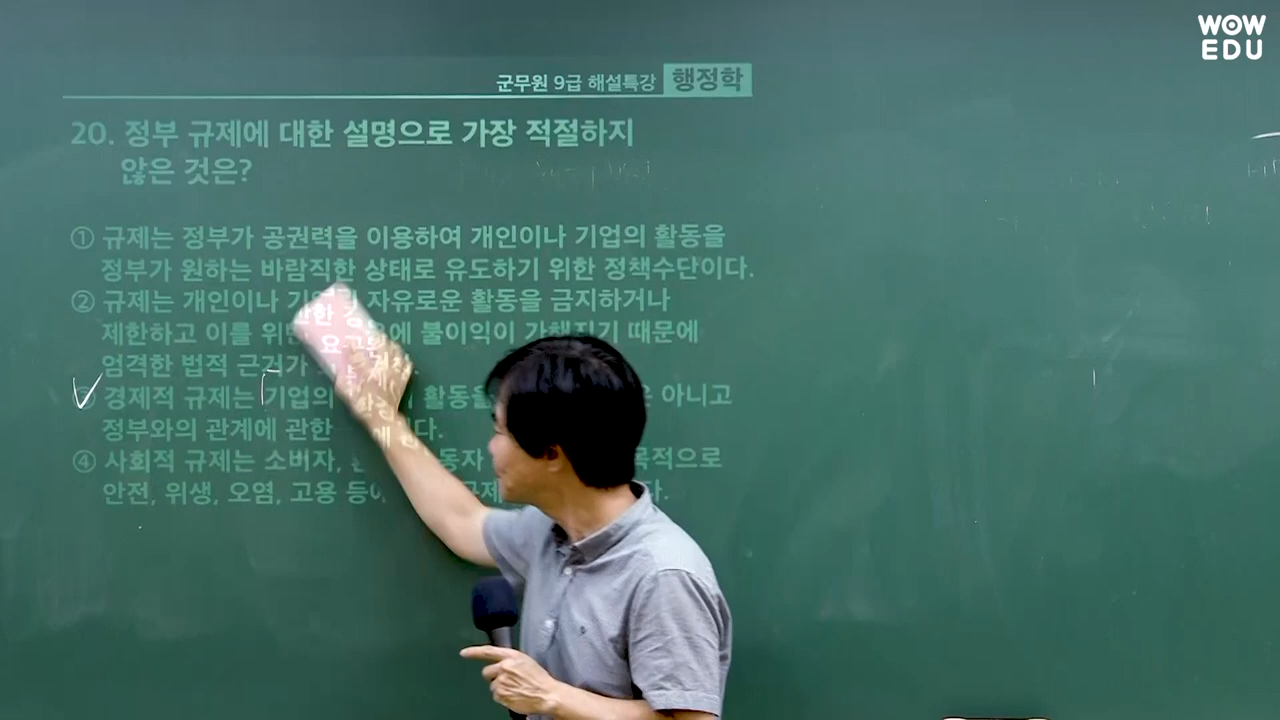 WOW
EDU
군무원 9급 해설특강 행정학
20. 정부 규제에 대한 설명으로 가장 적절하지
않은 것은?
① 규제는 정부가 공권력을 이용하여 개인이나 기업의 활동을
정부가 원하는 바람직한 상태로 유도하기 위한 정책수단이다.
② 규제는 개인이나 자유로운 활동을 금지하거나
제한하고 이를 불이익이 가해지기 때문에
엄격한 법적 근거가
경제적 규제는 기업의 활동을 아니고
정부와의 관계에 관한
④ 사회적 규제는 소비자, 목적으로
안전, 위생, 오염, 고용